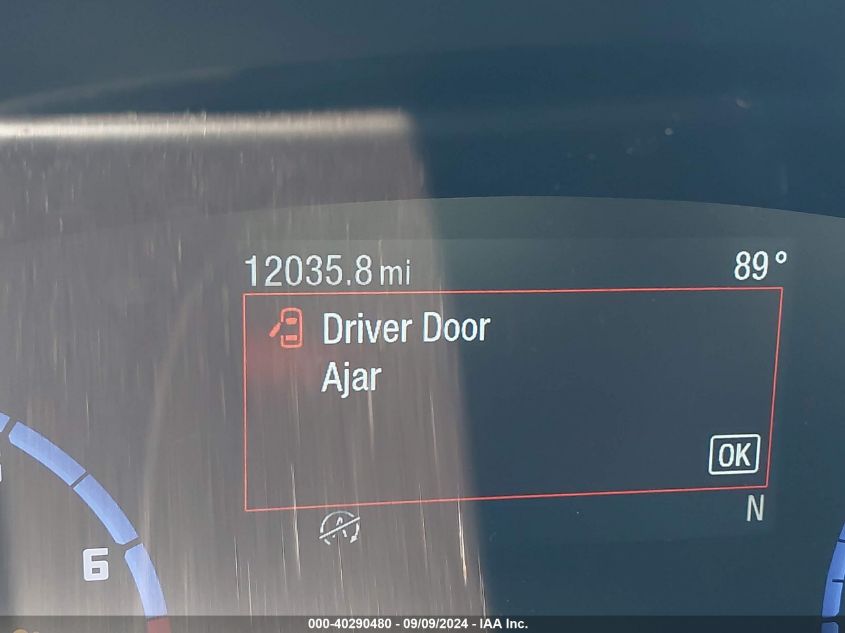 12035.8 mi 89°
Driver Door
Ajar
OK
N
6
000-40290480 - 09/09/2024 - IAA Inc.